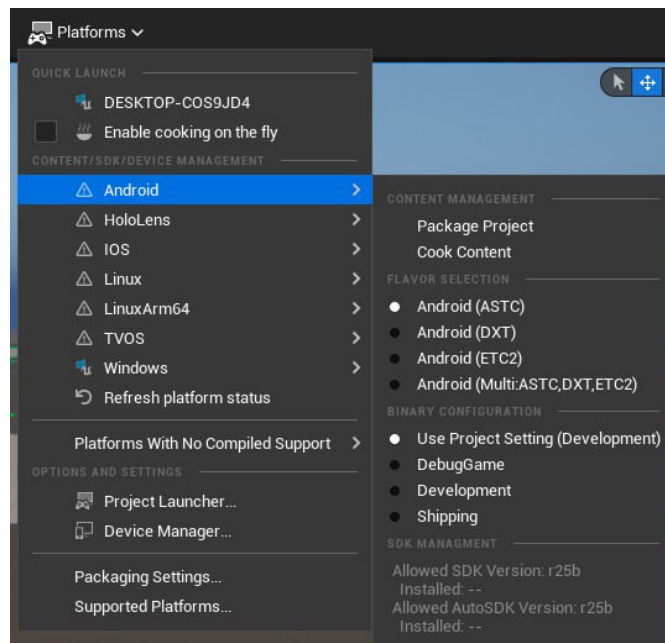 Platforms
QUICK LAUNCH
DESKTOP-COS9JD4
Enable cooking on the fly
CONTENT/SDK/DEVICE MANAGEMENT
Android
HoloLens
IOS
Linux
LinuxArm64
TVOS
Windows
Refresh platform status
Platforms With No Compiled Support
OPTIONS AND SETTINGS
Project Launcher...
Device Manager...
Packaging Settings...
Supported Platforms...
CONTENT MANAGEMENT
Package Project
Cook Content
FLAVOR SELECTION
Android (ASTC)
Android (DXT)
Android (ETC2)
Android (Multi:ASTC,DXT,ETC2)
BINARY CONFIGURATION
Use Project Setting (Development)
DebugGame
Development
Shipping
SDK MANAGMENT
Allowed SDK Version: r25b
Installed: --
Allowed AutoSDK Version: r25b
Installed: --